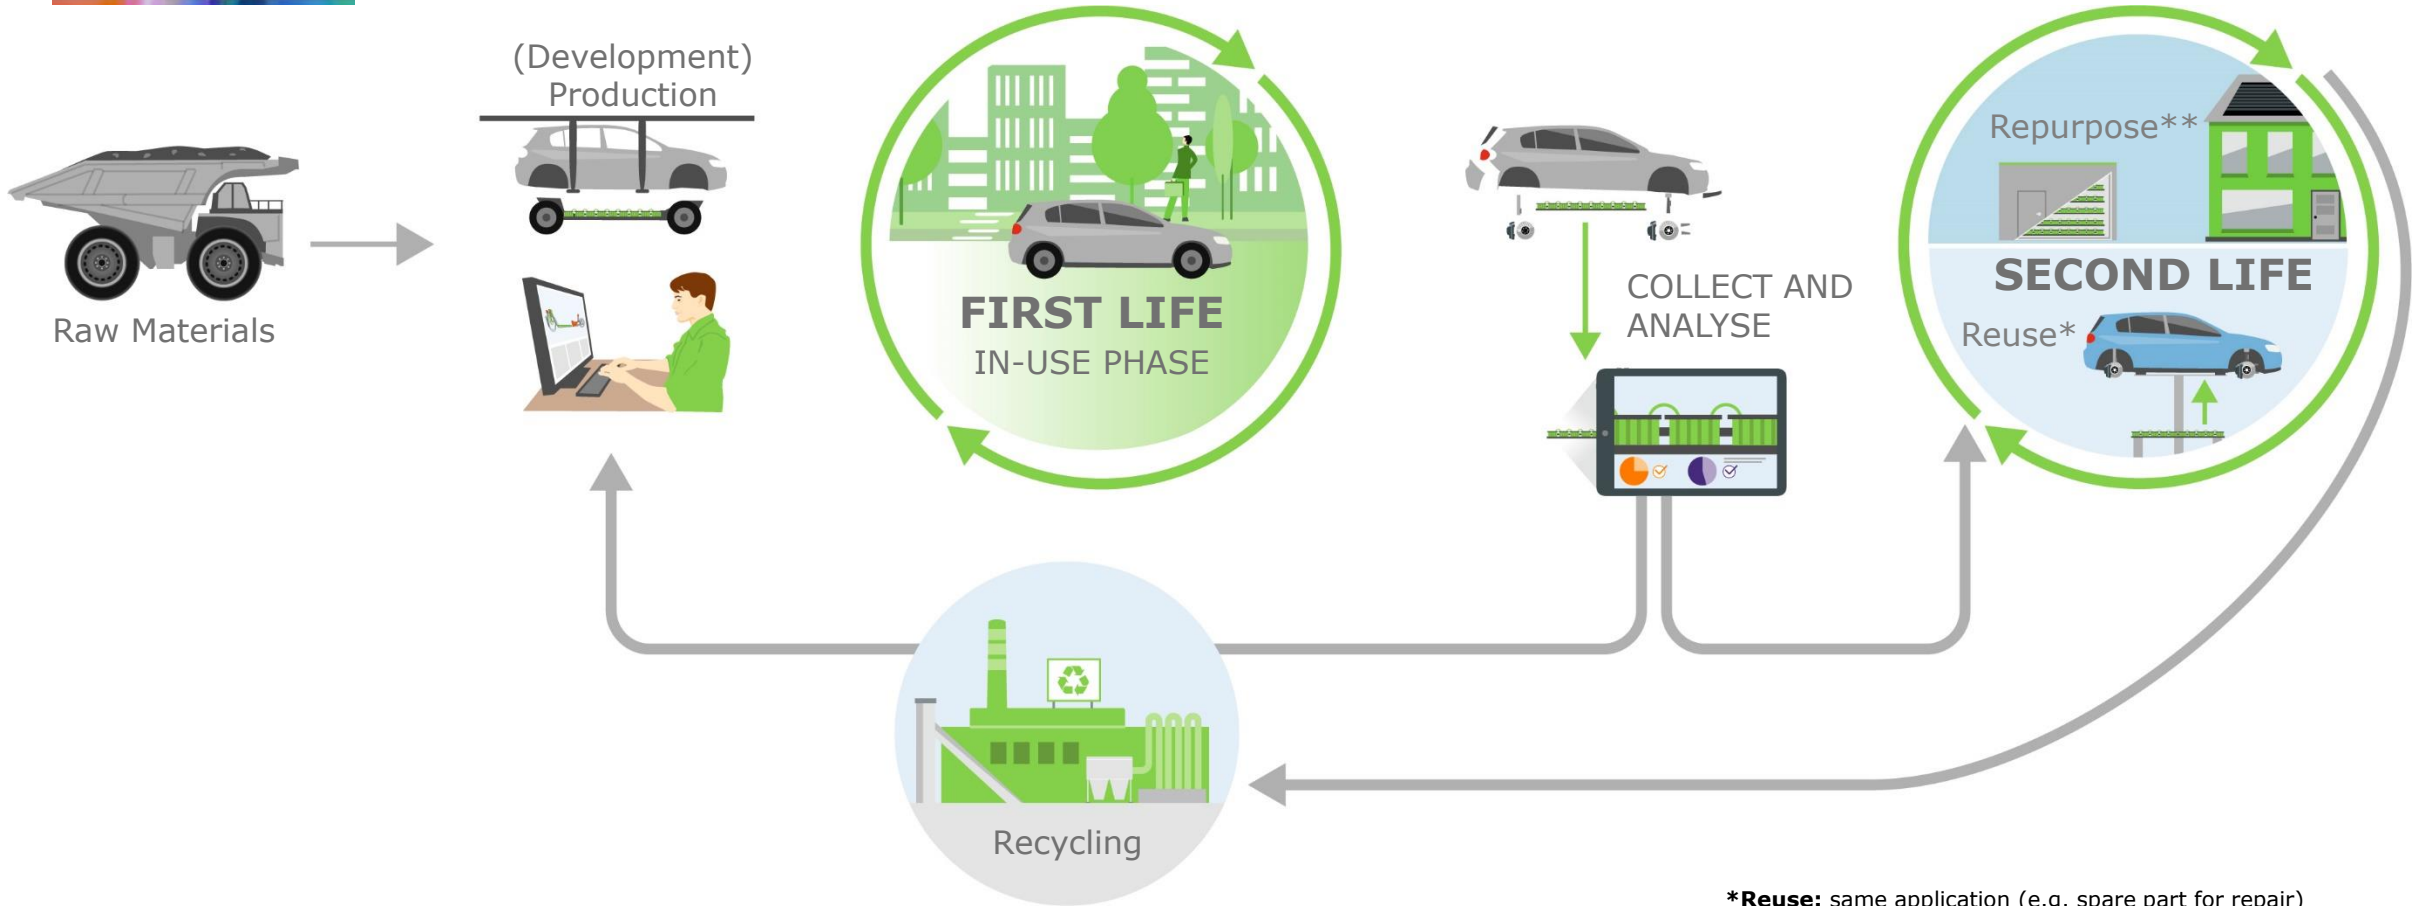 (Development)
Production
Raw Materials
FIRST LIFE
IN-USE PHASE
COLLECT AND
ANALYSE
Repurpose**
SECOND LIFE
Reuse*
Recycling
*Reuse: same application (e.g. spare part for repair)